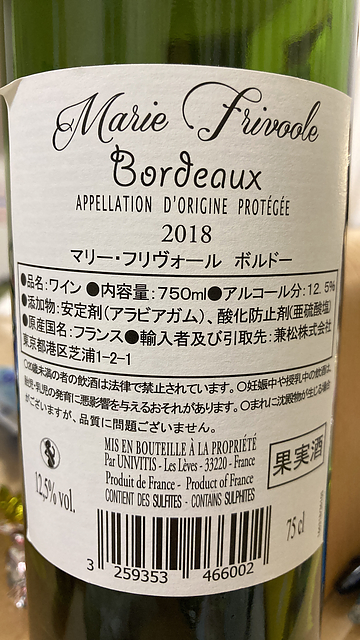 Marie Frivoole
Bordeaux
APPELLATION D'ORIGINE PROTÉGÉE
2018
マリー・フリヴォール ボルドー
●品名:ワイン ●内容量:750ml●アルコール分:12.5%
●添加物:安定剤(アラビアガム)、酸化防止剤(亜硫酸塩)
●原産国名:フランス●輸入者及び引取先:兼松株式会社
東京都港区芝浦1-2-1
○20歳未満の者の飲酒は法律で禁止されています。○妊娠中や授乳中の飲酒は、
胎児・乳児の発育に悪影響を与えるおそれがあります。○まれに沈殿物が生じる場合
がございますが、品質に問題ございません。
MIS EN BOUTEILLE À LA PROPRIÉTÉ
Par UNIVITIS - Les Lèves - 33220 - France
Produit de France - Product of France
CONTIENT DES SULFITES - CONTAINS SULPHITES
果実酒
12,5% vol.
75 cl
3 259353 466002